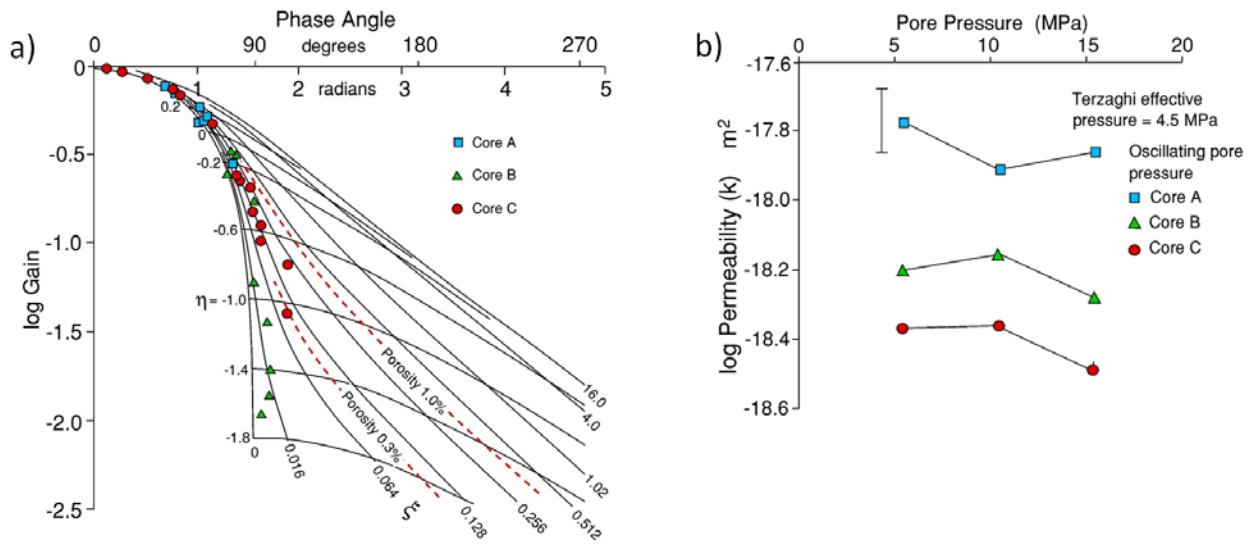 a)
Phase Angle
0 degrees 90 180 270
0 1 2 3 4 5
radians
log Gain
0
-0.5
-1.0
-1.5
-2.0
-2.5
0.2
0
-0.2
-0.6
η = -1.0
-1.4
-1.8
0
0.016
0.064
ξ
0.128
0.256
0.512
1.02
4.0
16.0
Porosity 1.0%
Porosity 0.3%
Core A
Core B
Core C
b)
Pore Pressure (MPa)
0 5 10 15 20
log Permeability (k) m²
-17.6
-17.8
-18.0
-18.2
-18.4
-18.6
Terzaghi effective
pressure = 4.5 MPa
Oscillating pore
pressure
Core A
Core B
Core C